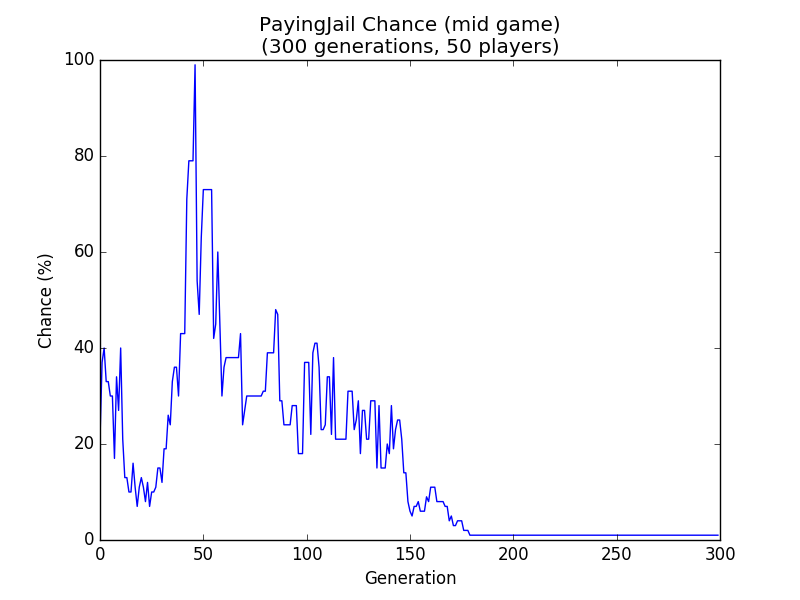 PayingJail Chance (mid game)
(300 generations, 50 players)
100
80
60
40
20
0
Chance (%)
0 50 100 150 200 250 300
Generation